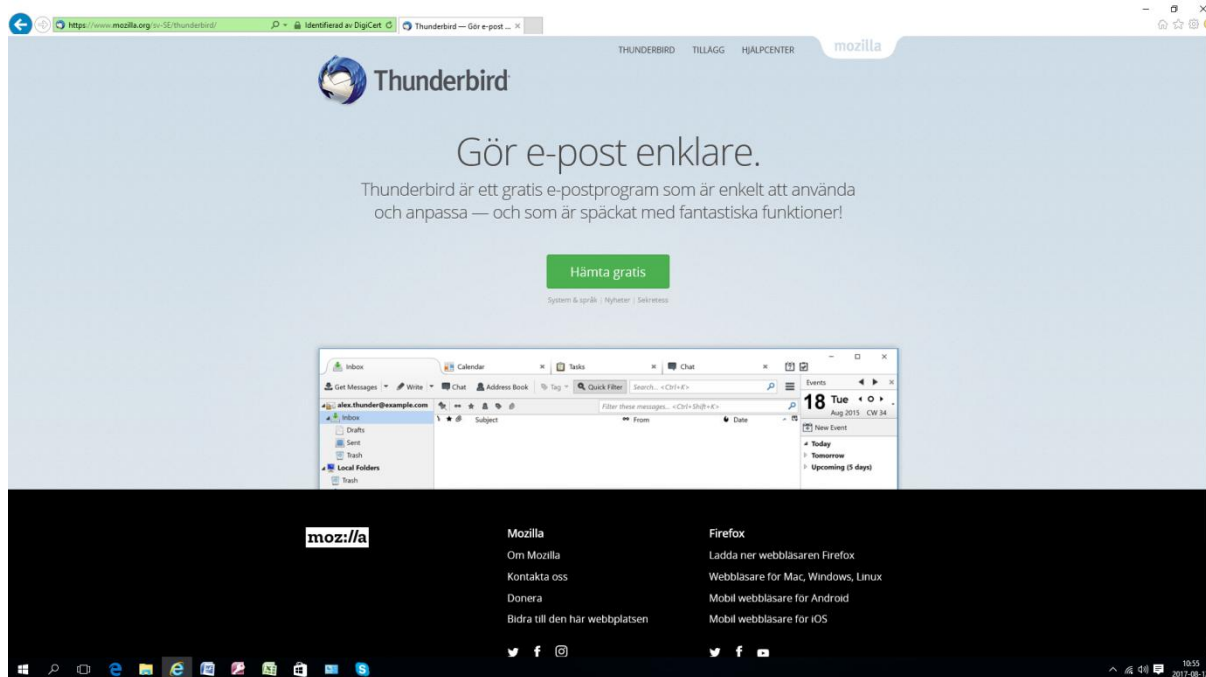 https://www.mozilla.org/sv-SE/thunderbird/
Identifierad av DigiCert
Thunderbird — Gör e-post ...
THUNDERBIRD TILLÄGG HJÄLPCENTER
mozilla
Thunderbird
Gör e-post enklare.
Thunderbird är ett gratis e-postprogram som är enkelt att använda
och anpassa — och som är späckat med fantastiska funktioner!
Hämta gratis
System & språk | Nyheter | Sekretess
Inbox Calendar Tasks Chat
Get Messages Write Chat Address Book Tag Quick Filter Search... <Ctrl+K>
Events
alex.thunder@example.com
Filter these messages... <Ctrl+Shift+K>
18 Tue
Aug 2015 CW 34
Inbox
Subject From Date
New Event
Drafts
Sent
Trash
Local Folders
Trash
Today
Tomorrow
Upcoming (5 days)
moz://a
Mozilla
Om Mozilla
Kontakta oss
Donera
Bidra till den här webbplatsen
Firefox
Ladda ner webbläsaren Firefox
Webbläsare för Mac, Windows, Linux
Mobil webbläsare för Android
Mobil webbläsare för iOS
10:55